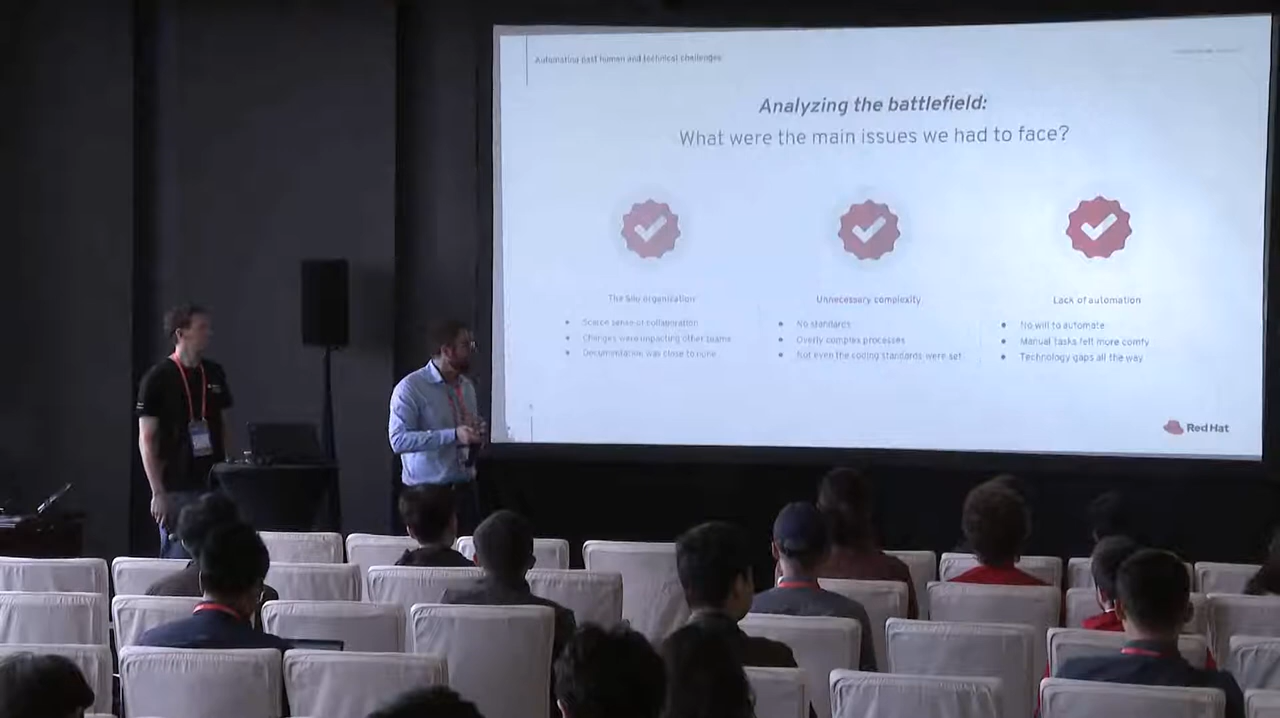 Automating past human and technical challenges
Analyzing the battlefield:
What were the main issues we had to face?
The silo organization
Scarce sense of collaboration
Changes were impacting other teams
Documentation was close to none
Unnecessary complexity
No standards
Overly complex processes
Not even the coding standards were set
Lack of automation
No will to automate
Manual tasks felt more comfy
Technology gaps all the way
Red Hat